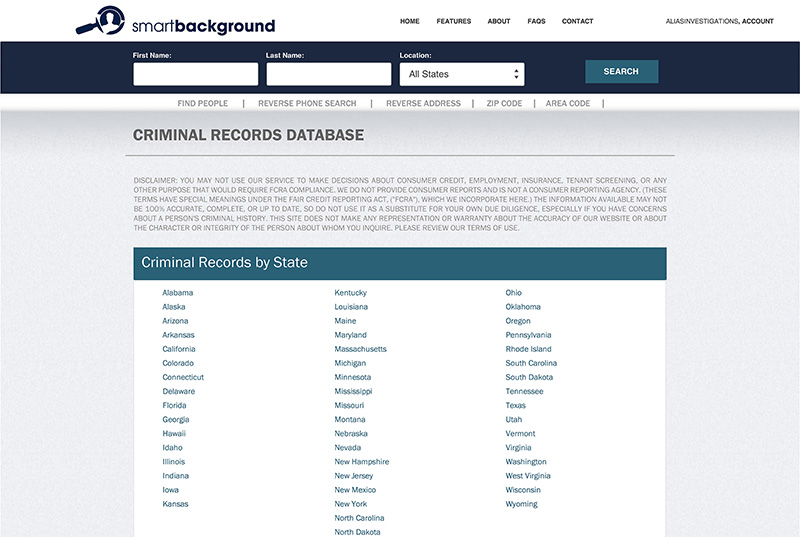 smartbackground
HOME FEATURES ABOUT FAQS CONTACT ALIASINVESTIGATIONS, ACCOUNT
First Name: Last Name: Location:
All States SEARCH
FIND PEOPLE | REVERSE PHONE SEARCH | REVERSE ADDRESS | ZIP CODE | AREA CODE |
CRIMINAL RECORDS DATABASE
DISCLAIMER: YOU MAY NOT USE OUR SERVICE TO MAKE DECISIONS ABOUT CONSUMER CREDIT, EMPLOYMENT, INSURANCE, TENANT SCREENING, OR ANY
OTHER PURPOSE THAT WOULD REQUIRE FCRA COMPLIANCE. WE DO NOT PROVIDE CONSUMER REPORTS AND IS NOT A CONSUMER REPORTING AGENCY. (THESE
TERMS HAVE SPECIAL MEANINGS UNDER THE FAIR CREDIT REPORTING ACT, ("FCRA"), WHICH WE INCORPORATE HERE.) THE INFORMATION AVAILABLE MAY NOT
BE 100% ACCURATE, COMPLETE, OR UP TO DATE, SO DO NOT USE IT AS A SUBSTITUTE FOR YOUR OWN DUE DILIGENCE, ESPECIALLY IF YOU HAVE CONCERNS
ABOUT A PERSON'S CRIMINAL HISTORY. THIS SITE DOES NOT MAKE ANY REPRESENTATION OR WARRANTY ABOUT THE ACCURACY OF OUR WEBSITE OR ABOUT
THE CHARACTER OR INTEGRITY OF THE PERSON ABOUT WHOM YOU INQUIRE. PLEASE REVIEW OUR TERMS OF USE.
Criminal Records by State
Alabama
Alaska
Arizona
Arkansas
California
Colorado
Connecticut
Delaware
Florida
Georgia
Hawaii
Idaho
Illinois
Indiana
Iowa
Kansas
Kentucky
Louisiana
Maine
Maryland
Massachusetts
Michigan
Minnesota
Mississippi
Missouri
Montana
Nebraska
Nevada
New Hampshire
New Jersey
New Mexico
New York
North Carolina
North Dakota
Ohio
Oklahoma
Oregon
Pennsylvania
Rhode Island
South Carolina
South Dakota
Tennessee
Texas
Utah
Vermont
Virginia
Washington
West Virginia
Wisconsin
Wyoming